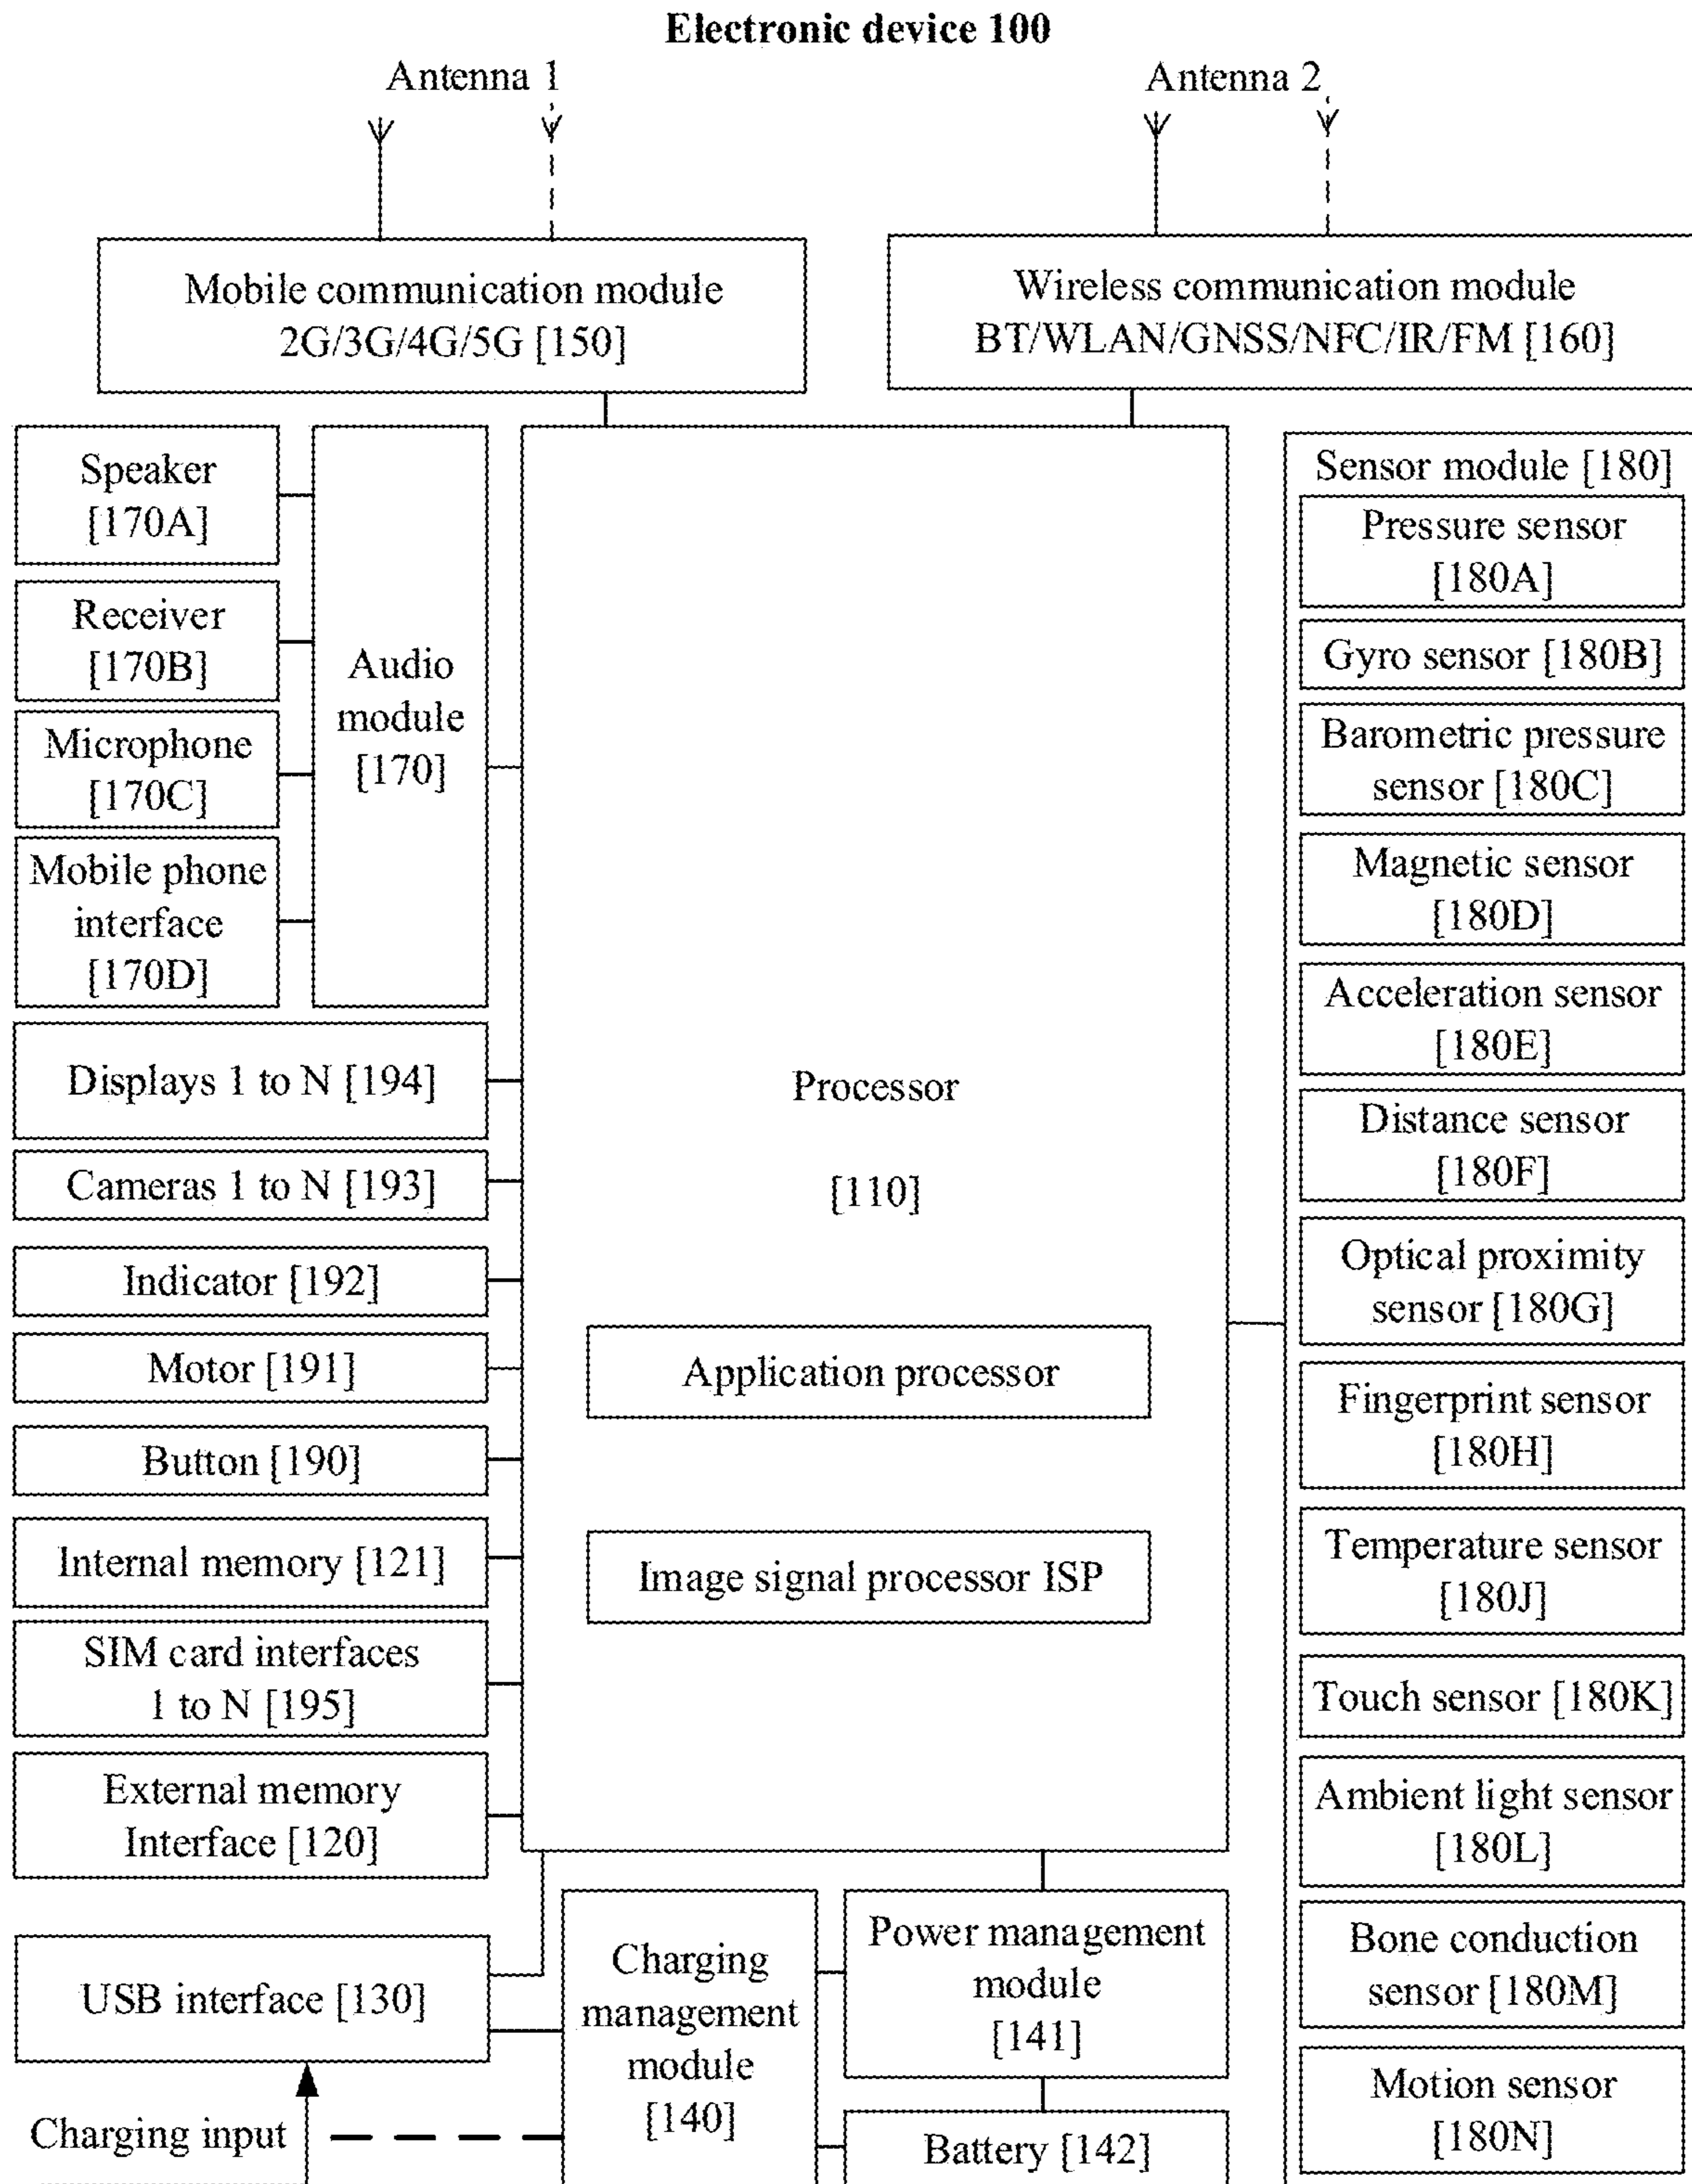 Electronic device 100
Antenna 1
Antenna 2
Mobile communication module
2G/3G/4G/5G [150]
Wireless communication module
BT/WLAN/GNSS/NFC/IR/FM [160]
Speaker
[170A]
Receiver
[170B]
Microphone
[170C]
Mobile phone
interface
[170D]
Audio
module
[170]
Displays 1 to N [194]
Cameras 1 to N [193]
Indicator [192]
Motor [191]
Button [190]
Internal memory [121]
SIM card interfaces
1 to N [195]
External memory
Interface [120]
USB interface [130]
Charging input
Processor
[110]
Application processor
Image signal processor ISP
Charging
management
module
[140]
Power management
module
[141]
Battery [142]
Sensor module [180]
Pressure sensor
[180A]
Gyro sensor [180B]
Barometric pressure
sensor [180C]
Magnetic sensor
[180D]
Acceleration sensor
[180E]
Distance sensor
[180F]
Optical proximity
sensor [180G]
Fingerprint sensor
[180H]
Temperature sensor
[180J]
Touch sensor [180K]
Ambient light sensor
[180L]
Bone conduction
sensor [180M]
Motion sensor
[180N]